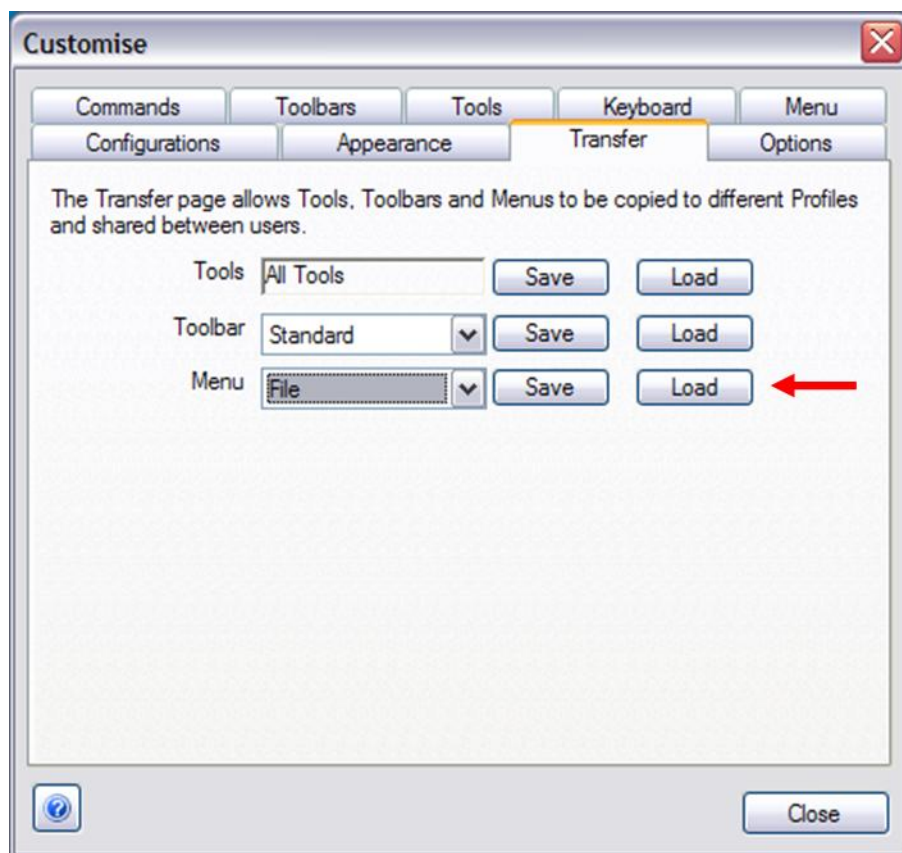 Customise
Commands Toolbars Tools Keyboard Menu
Configurations Appearance Transfer Options
The Transfer page allows Tools, Toolbars and Menus to be copied to different Profiles
and shared between users.
Tools All Tools Save Load
Toolbar Standard Save Load
Menu File Save Load
Close